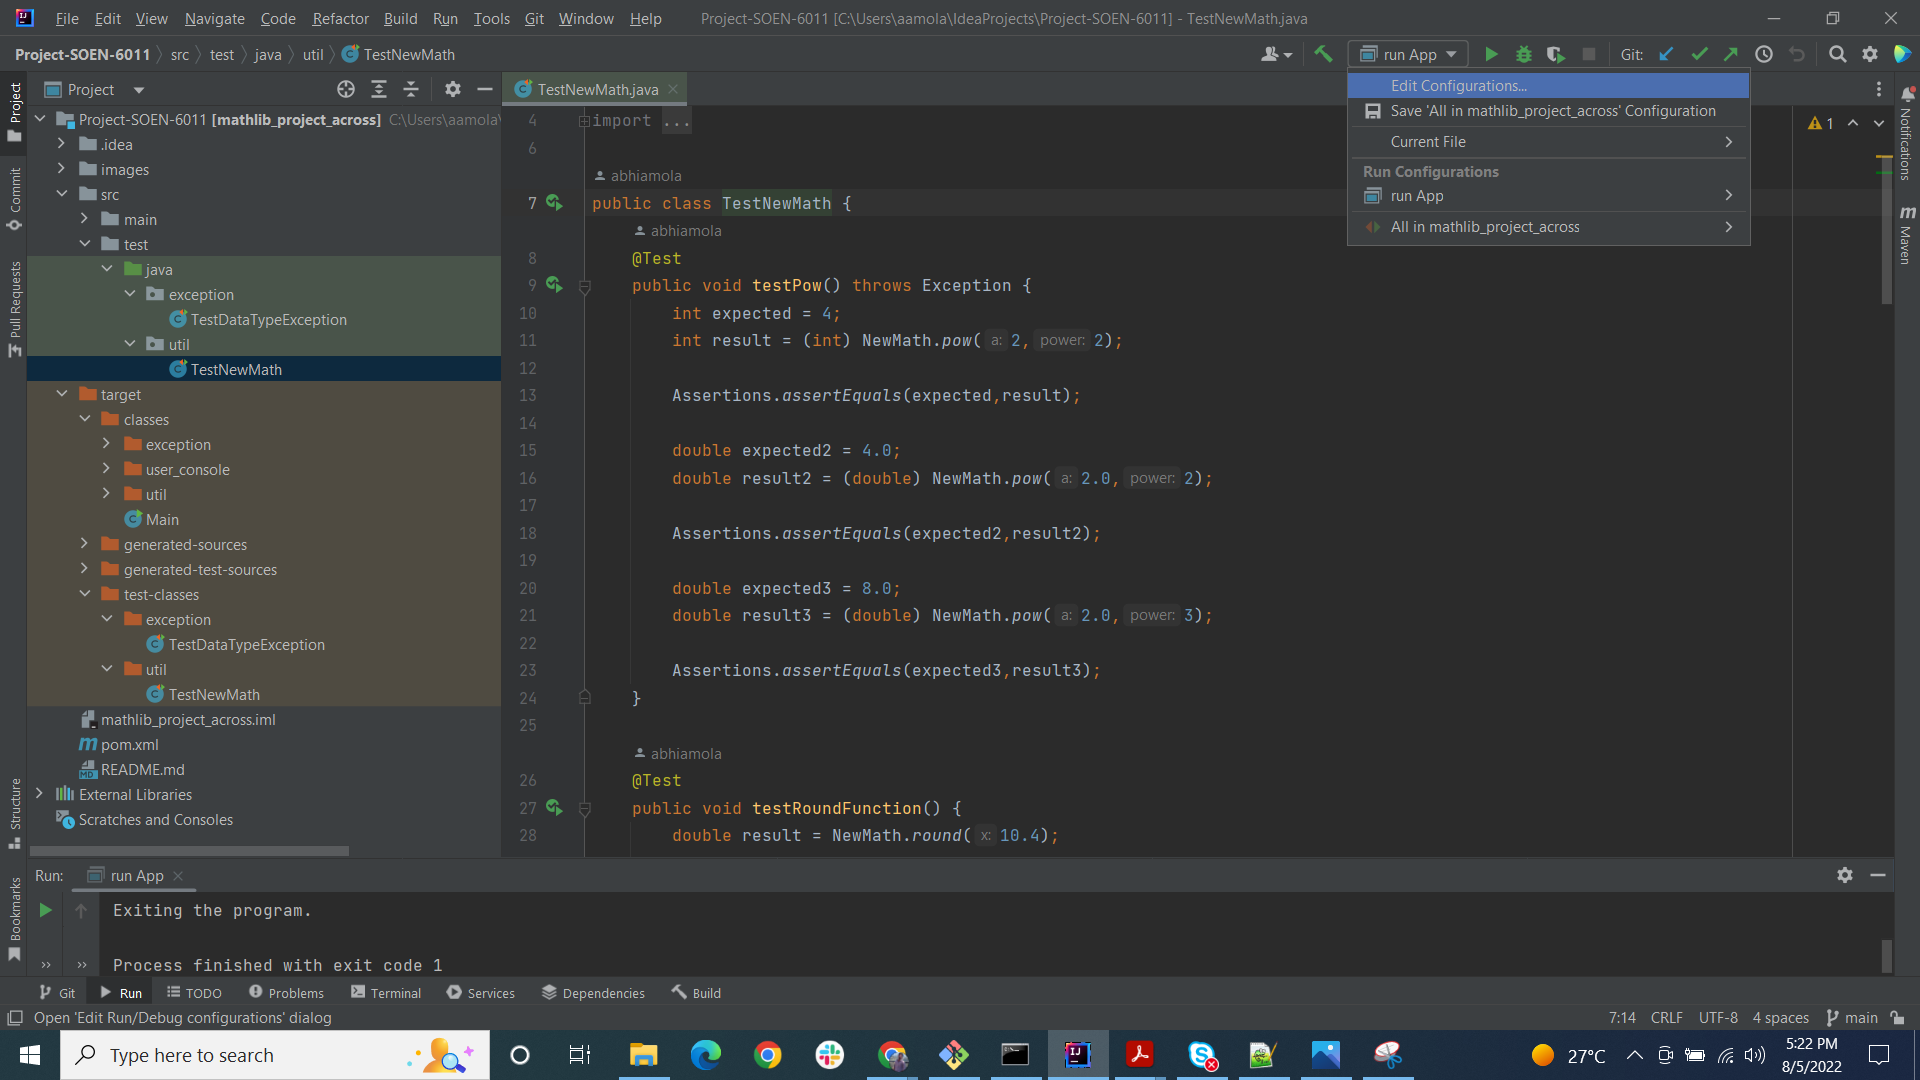 File Edit View Navigate Code Refactor Build Run Tools Git Window Help Project-SOEN-6011 [C:\Users\aamola\IdeaProjects\Project-SOEN-6011] - TestNewMath.java
Project-SOEN-6011 src test java util TestNewMath
run App
Git:
Project
TestNewMath.java
Edit Configurations...
Save 'All in mathlib_project_across' Configuration
Current File
Run Configurations
run App
All in mathlib_project_across
Project
Commit
Pull Requests
Structure
Bookmarks
Notifications
Maven
1
Project-SOEN-6011 [mathlib_project_across] C:\Users\aamola\
.idea
images
src
main
test
java
exception
TestDataTypeException
util
TestNewMath
target
classes
exception
user_console
util
Main
generated-sources
generated-test-sources
test-classes
exception
TestDataTypeException
util
TestNewMath
mathlib_project_across.iml
pom.xml
README.md
External Libraries
Scratches and Consoles
4 import ...
6
abhiamola
7 public class TestNewMath {
abhiamola
8 @Test
9 public void testPow() throws Exception {
10 int expected = 4;
11 int result = (int) NewMath.pow( a: 2, power: 2);
12
13 Assertions.assertEquals(expected,result);
14
15 double expected2 = 4.0;
16 double result2 = (double) NewMath.pow( a: 2.0, power: 2);
17
18 Assertions.assertEquals(expected2,result2);
19
20 double expected3 = 8.0;
21 double result3 = (double) NewMath.pow( a: 2.0, power: 3);
22
23 Assertions.assertEquals(expected3,result3);
24 }
25
abhiamola
26 @Test
27 public void testRoundFunction() {
28 double result = NewMath.round( x: 10.4);
Run: run App
Exiting the program.
Process finished with exit code 1
Git Run TODO Problems Terminal Services Dependencies Build
Open 'Edit Run/Debug configurations' dialog
7:14 CRLF UTF-8 4 spaces main
Type here to search
27°C
5:22 PM
8/5/2022